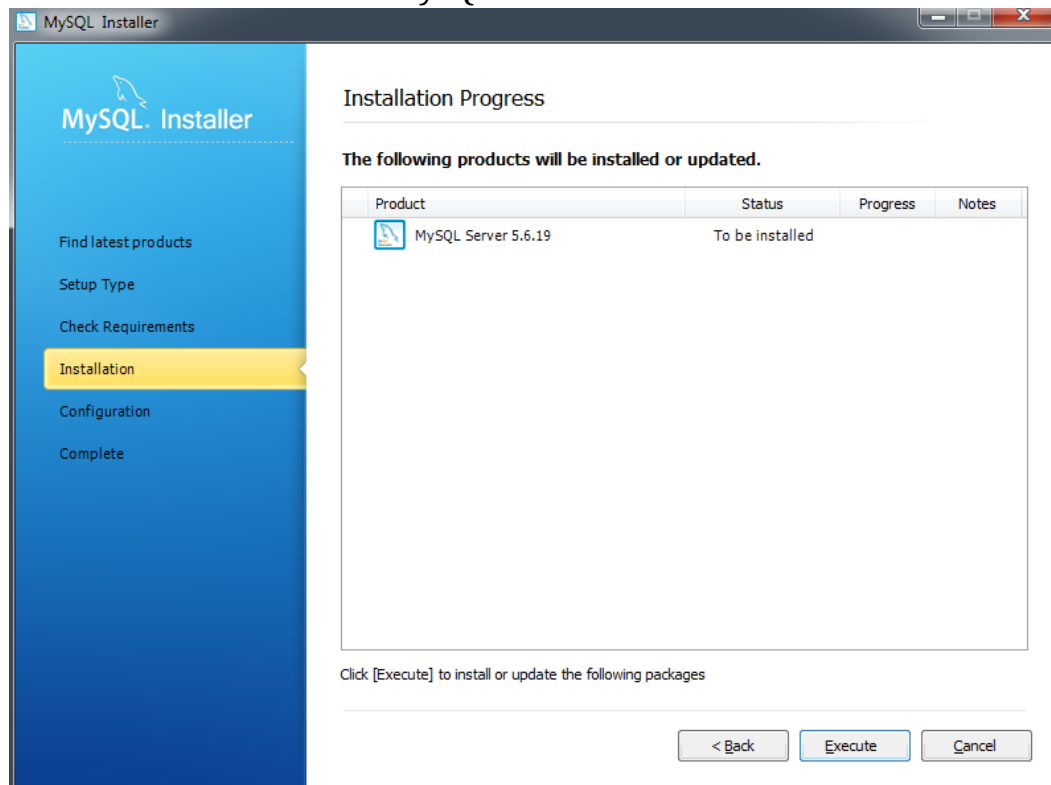 MySQL Installer
MySQL. Installer
Find latest products
Setup Type
Check Requirements
Installation
Configuration
Complete
Installation Progress
The following products will be installed or updated.
Product Status Progress Notes
MySQL Server 5.6.19 To be installed
Click [Execute] to install or update the following packages
< Back Execute Cancel